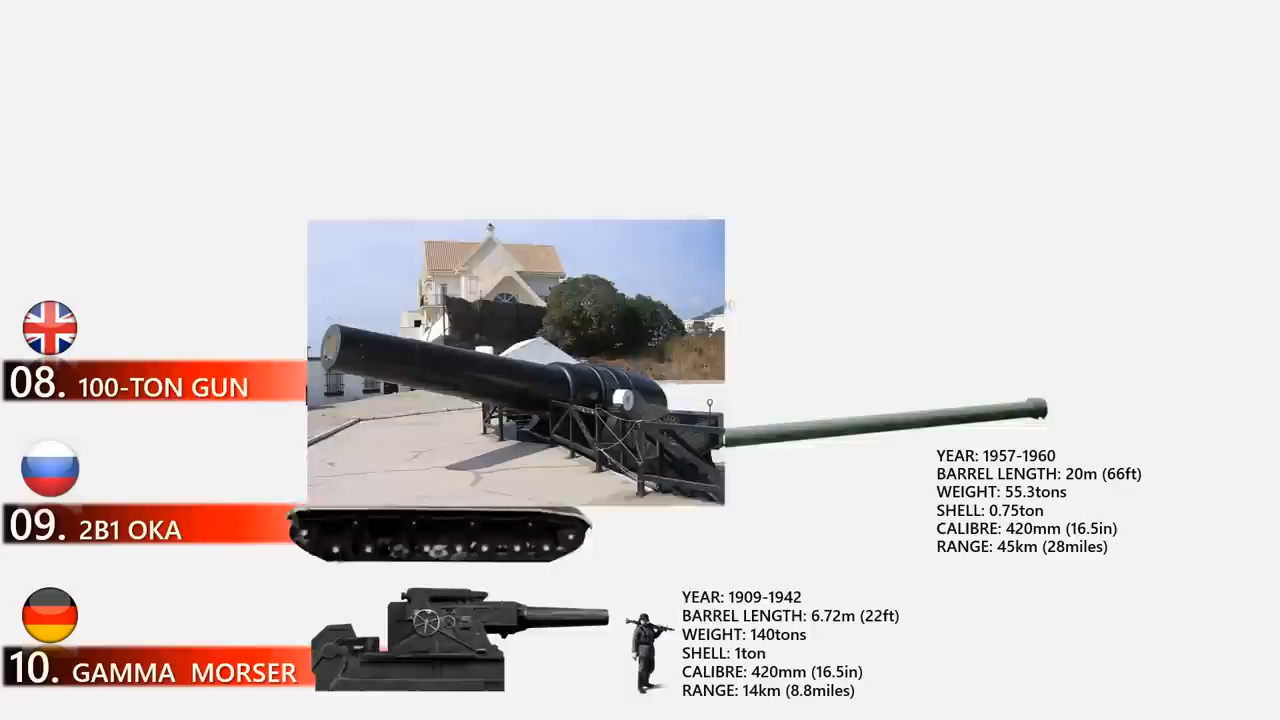 08. 100-TON GUN
09. 2B1 OKA
YEAR: 1957-1960
BARREL LENGTH: 20m (66ft)
WEIGHT: 55.3tons
SHELL: 0.75ton
CALIBRE: 420mm (16.5in)
RANGE: 45km (28miles)
10. GAMMA MORSER
YEAR: 1909-1942
BARREL LENGTH: 6.72m (22ft)
WEIGHT: 140tons
SHELL: 1ton
CALIBRE: 420mm (16.5in)
RANGE: 14km (8.8miles)